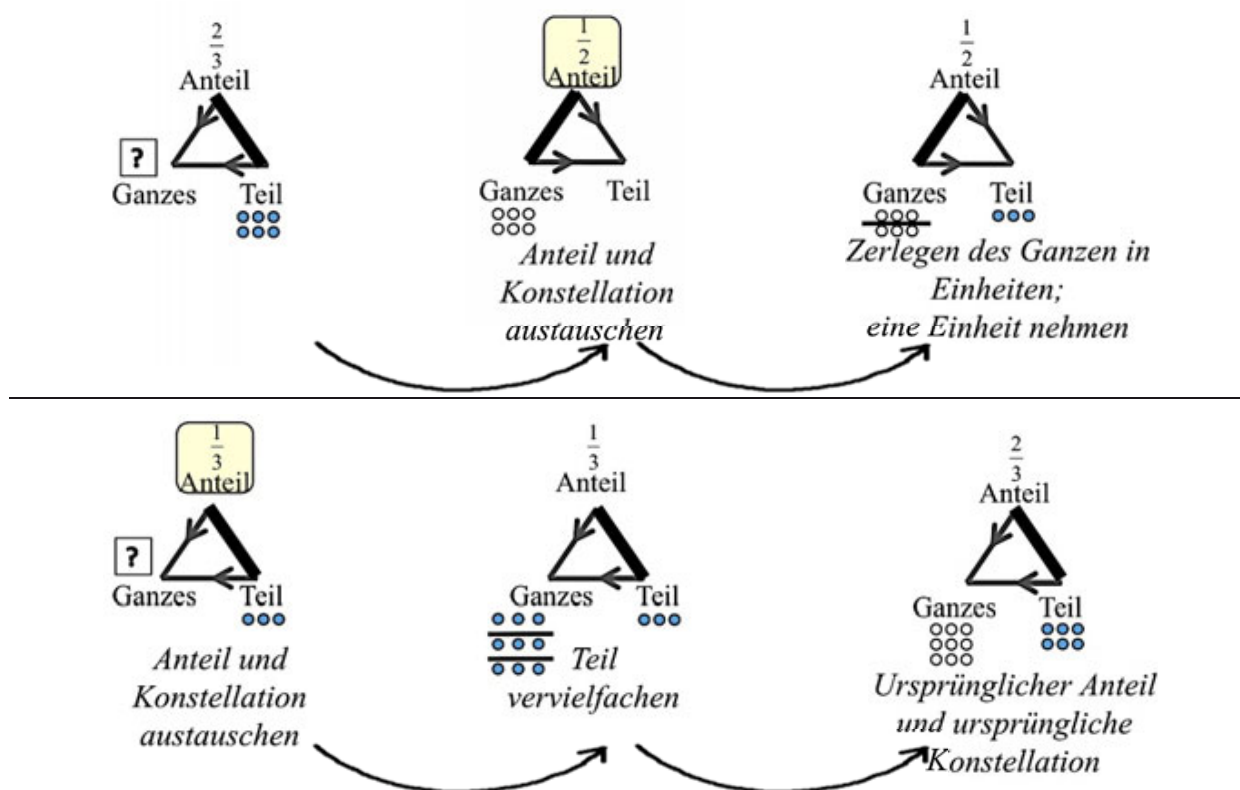 2
3
Anteil
?
Ganzes Teil
1
2
Anteil
Ganzes Teil
Anteil und
Konstellation
austauschen
1
2
Anteil
Ganzes Teil
Zerlegen des Ganzen in
Einheiten;
eine Einheit nehmen
1
3
Anteil
?
Ganzes Teil
Anteil und
Konstellation
austauschen
1
3
Anteil
Ganzes Teil
Teil
vervielfachen
2
3
Anteil
Ganzes Teil
Ursprünglicher Anteil
und ursprüngliche
Konstellation